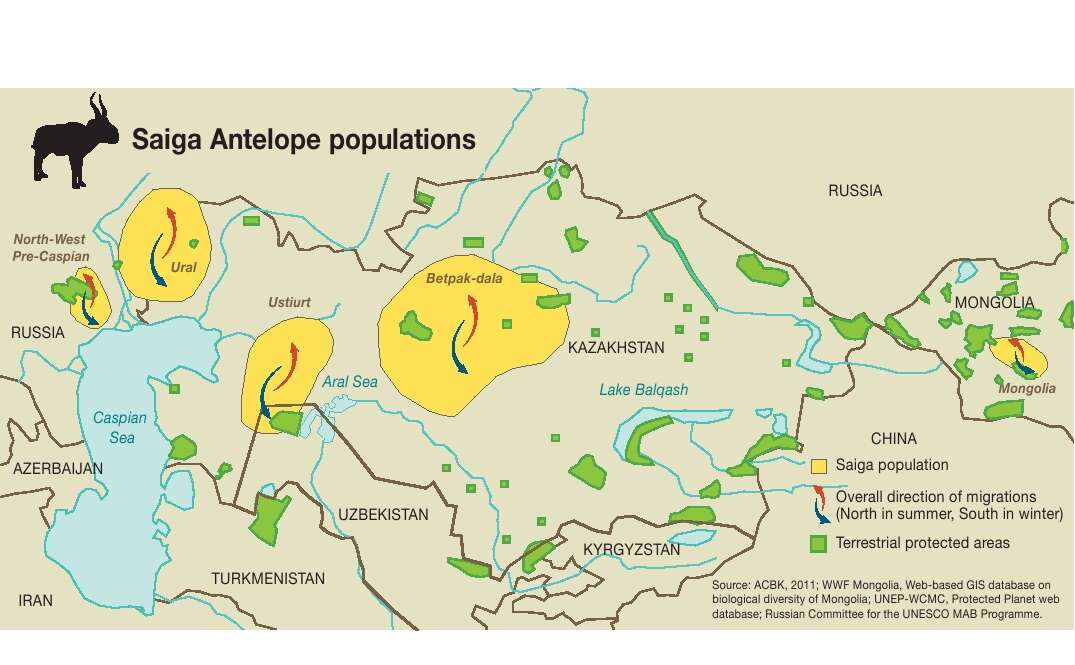 Saiga Antelope populations
RUSSIA
North-West
Pre-Caspian
Ural
Betpak-dala
Ustiurt
MONGOLIA
RUSSIA
KAZAKHSTAN
Aral Sea
Lake Balqash
Mongolia
Caspian
Sea
CHINA
AZERBAIJAN
Saiga population
Overall direction of migrations
(North in summer, South in winter)
UZBEKISTAN
Terrestrial protected areas
KYRGYZSTAN
TURKMENISTAN
IRAN
Source: ACBK, 2011; WWF Mongolia, Web-based GIS database on
biological diversity of Mongolia; UNEP-WCMC, Protected Planet web
database; Russian Committee for the UNESCO MAB Programme.